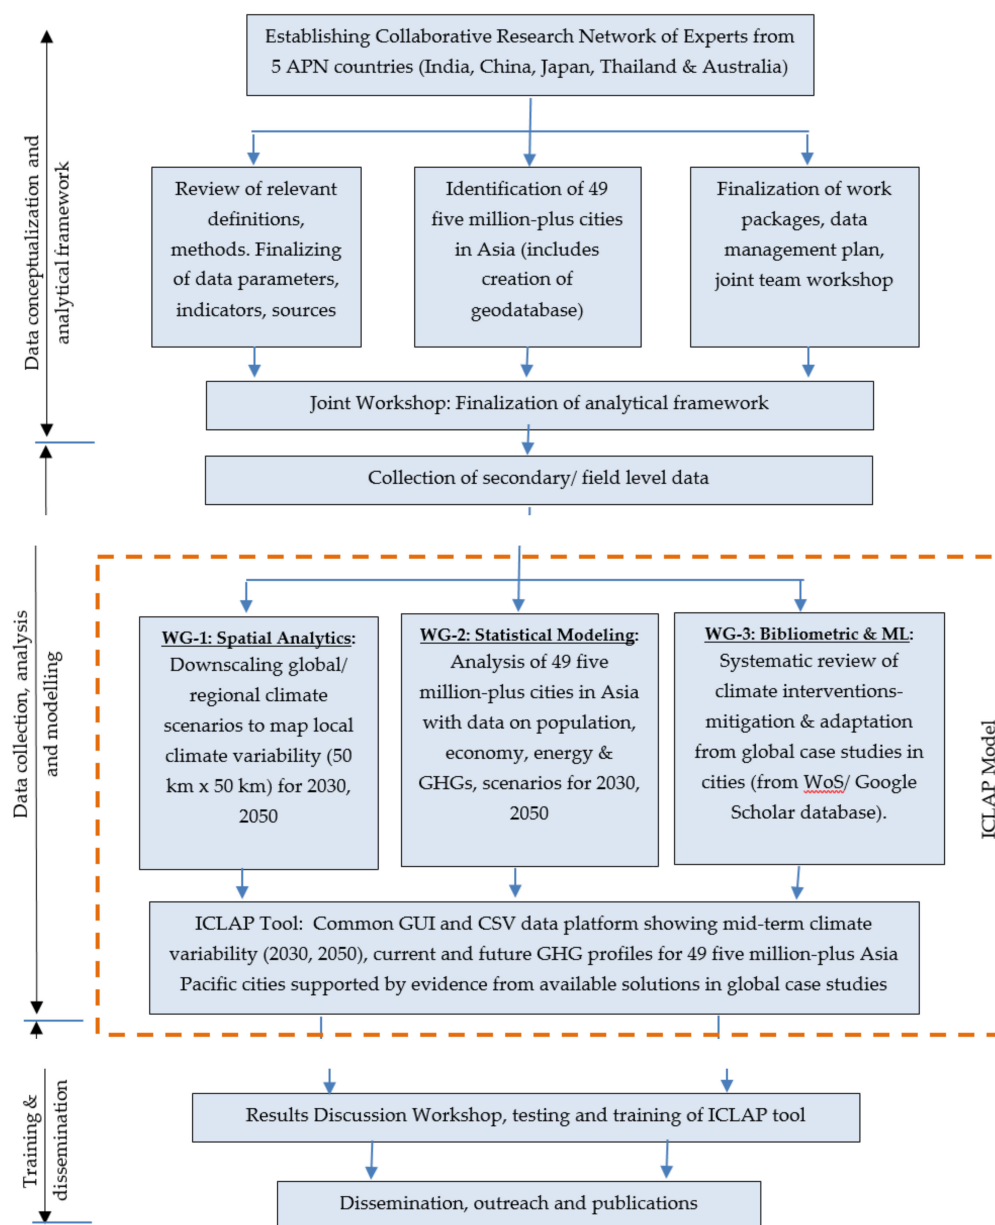 Establishing Collaborative Research Network of Experts from
5 APN countries (India, China, Japan, Thailand & Australia)
Data conceptualization and
analytical framework
Review of relevant
definitions,
methods. Finalizing
of data parameters,
indicators, sources
Identification of 49
five million-plus cities
in Asia (includes
creation of
geodatabase)
Finalization of work
packages, data
management plan,
joint team workshop
Joint Workshop: Finalization of analytical framework
Collection of secondary/ field level data
Data collection, analysis
and modelling
WG-1: Spatial Analytics:
Downscaling global/
regional climate
scenarios to map local
climate variability (50
km x 50 km) for 2030,
2050
WG-2: Statistical Modeling:
Analysis of 49 five
million-plus cities in Asia
with data on population,
economy, energy &
GHGs, scenarios for 2030,
2050
WG-3: Bibliometric & ML:
Systematic review of
climate interventions-
mitigation & adaptation
from global case studies in
cities (from WoS/ Google
Scholar database).
ICLAP Model
ICLAP Tool: Common GUI and CSV data platform showing mid-term climate
variability (2030, 2050), current and future GHG profiles for 49 five million-plus Asia
Pacific cities supported by evidence from available solutions in global case studies
Training &
dissemination
Results Discussion Workshop, testing and training of ICLAP tool
Dissemination, outreach and publications